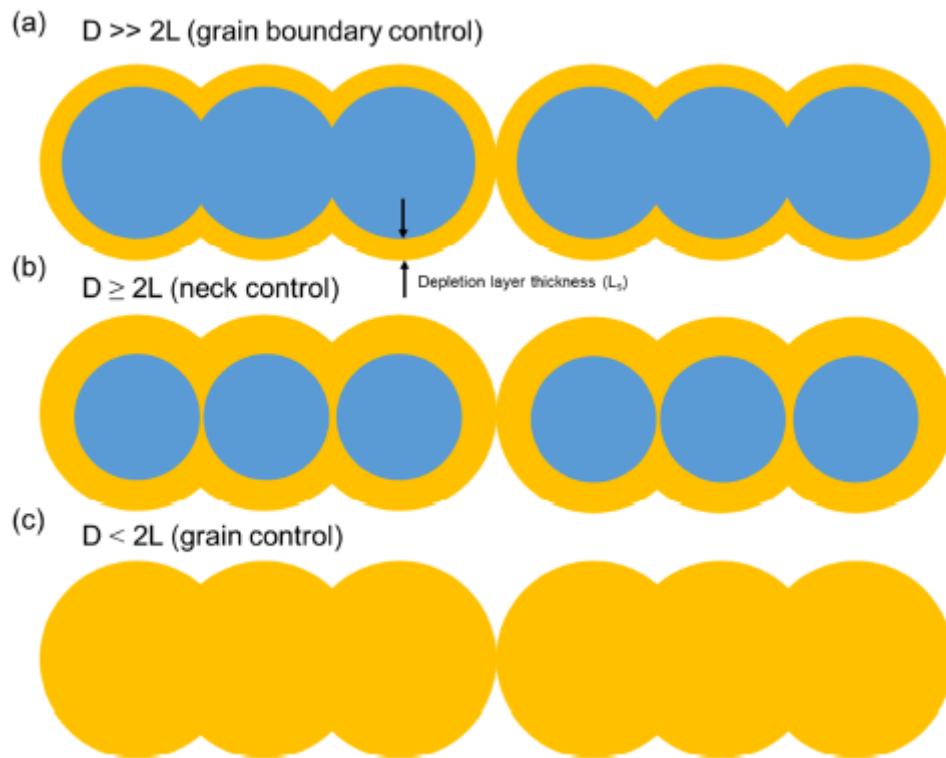 (a) D >> 2L (grain boundary control)
Depletion layer thickness (Ls)
(b) D ≥ 2L (neck control)
(c) D < 2L (grain control)